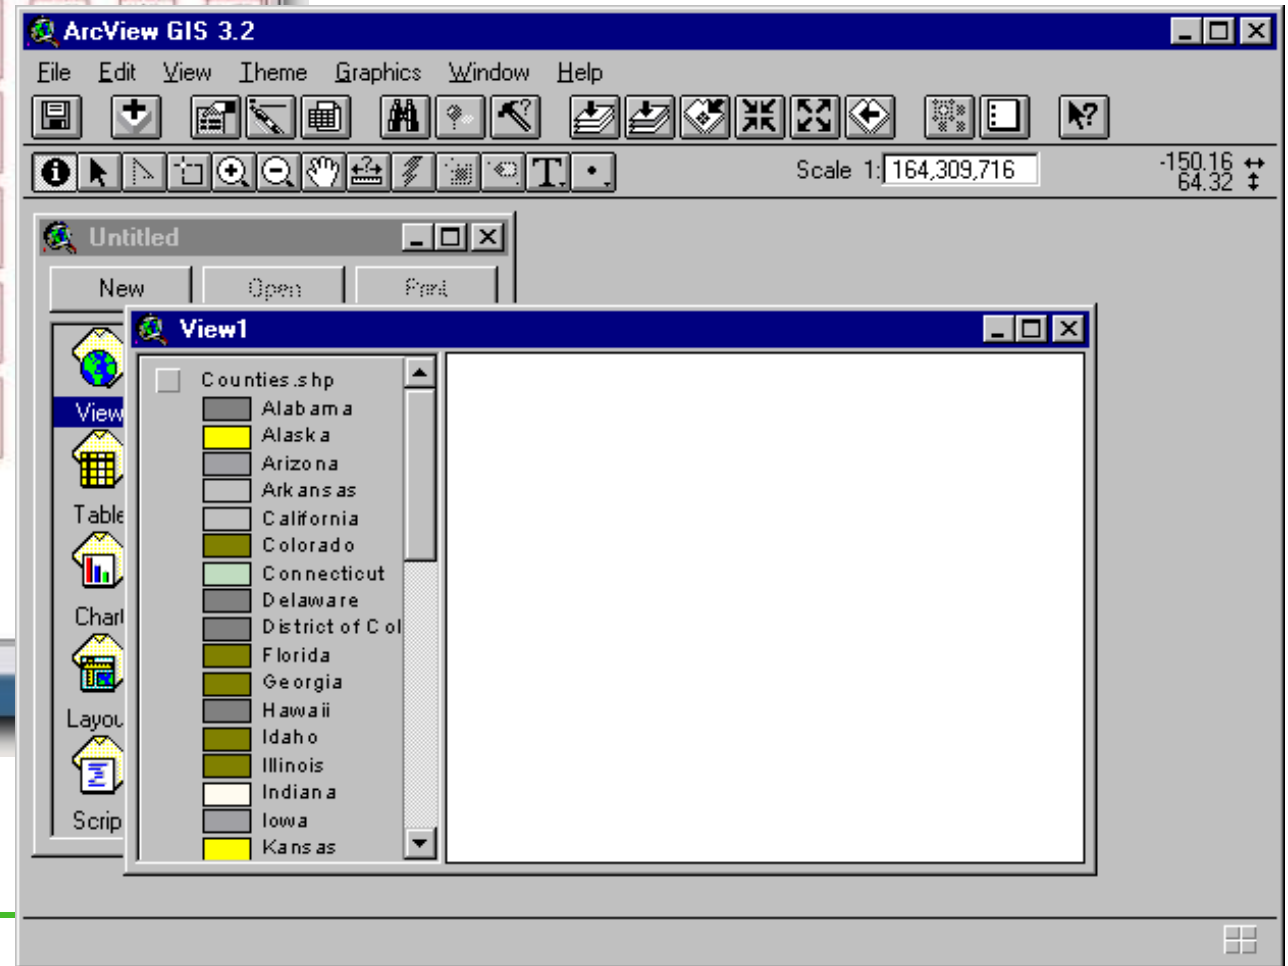 ArcView GIS 3.2
File Edit View Theme Graphics Window Help
Scale 1: 164,309,716
-150.16
64.32
Untitled
New Open Print
View1
Counties.shp
Alabama
Alaska
Arizona
Arkansas
California
Colorado
Connecticut
Delaware
District of Col
Florida
Georgia
Hawaii
Idaho
Illinois
Indiana
Iowa
Kansas
View
Table
Chart
Layou
Scrip